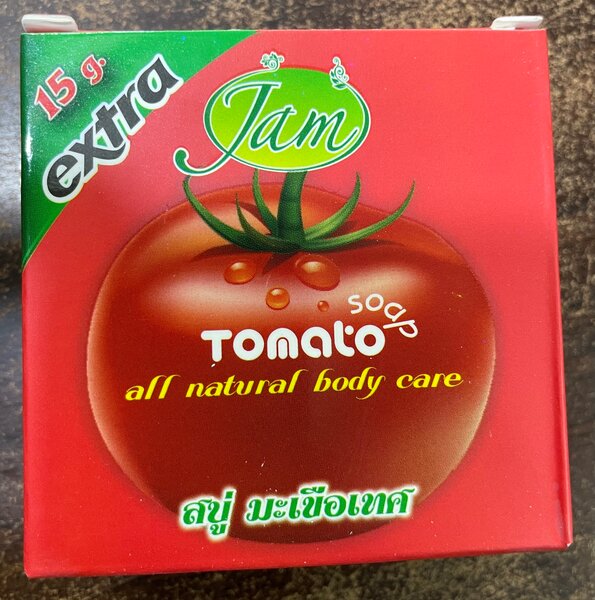 15 g.
extra
Jam
soap
Tomato
all natural body care
สบู่ มะเขือเทศ